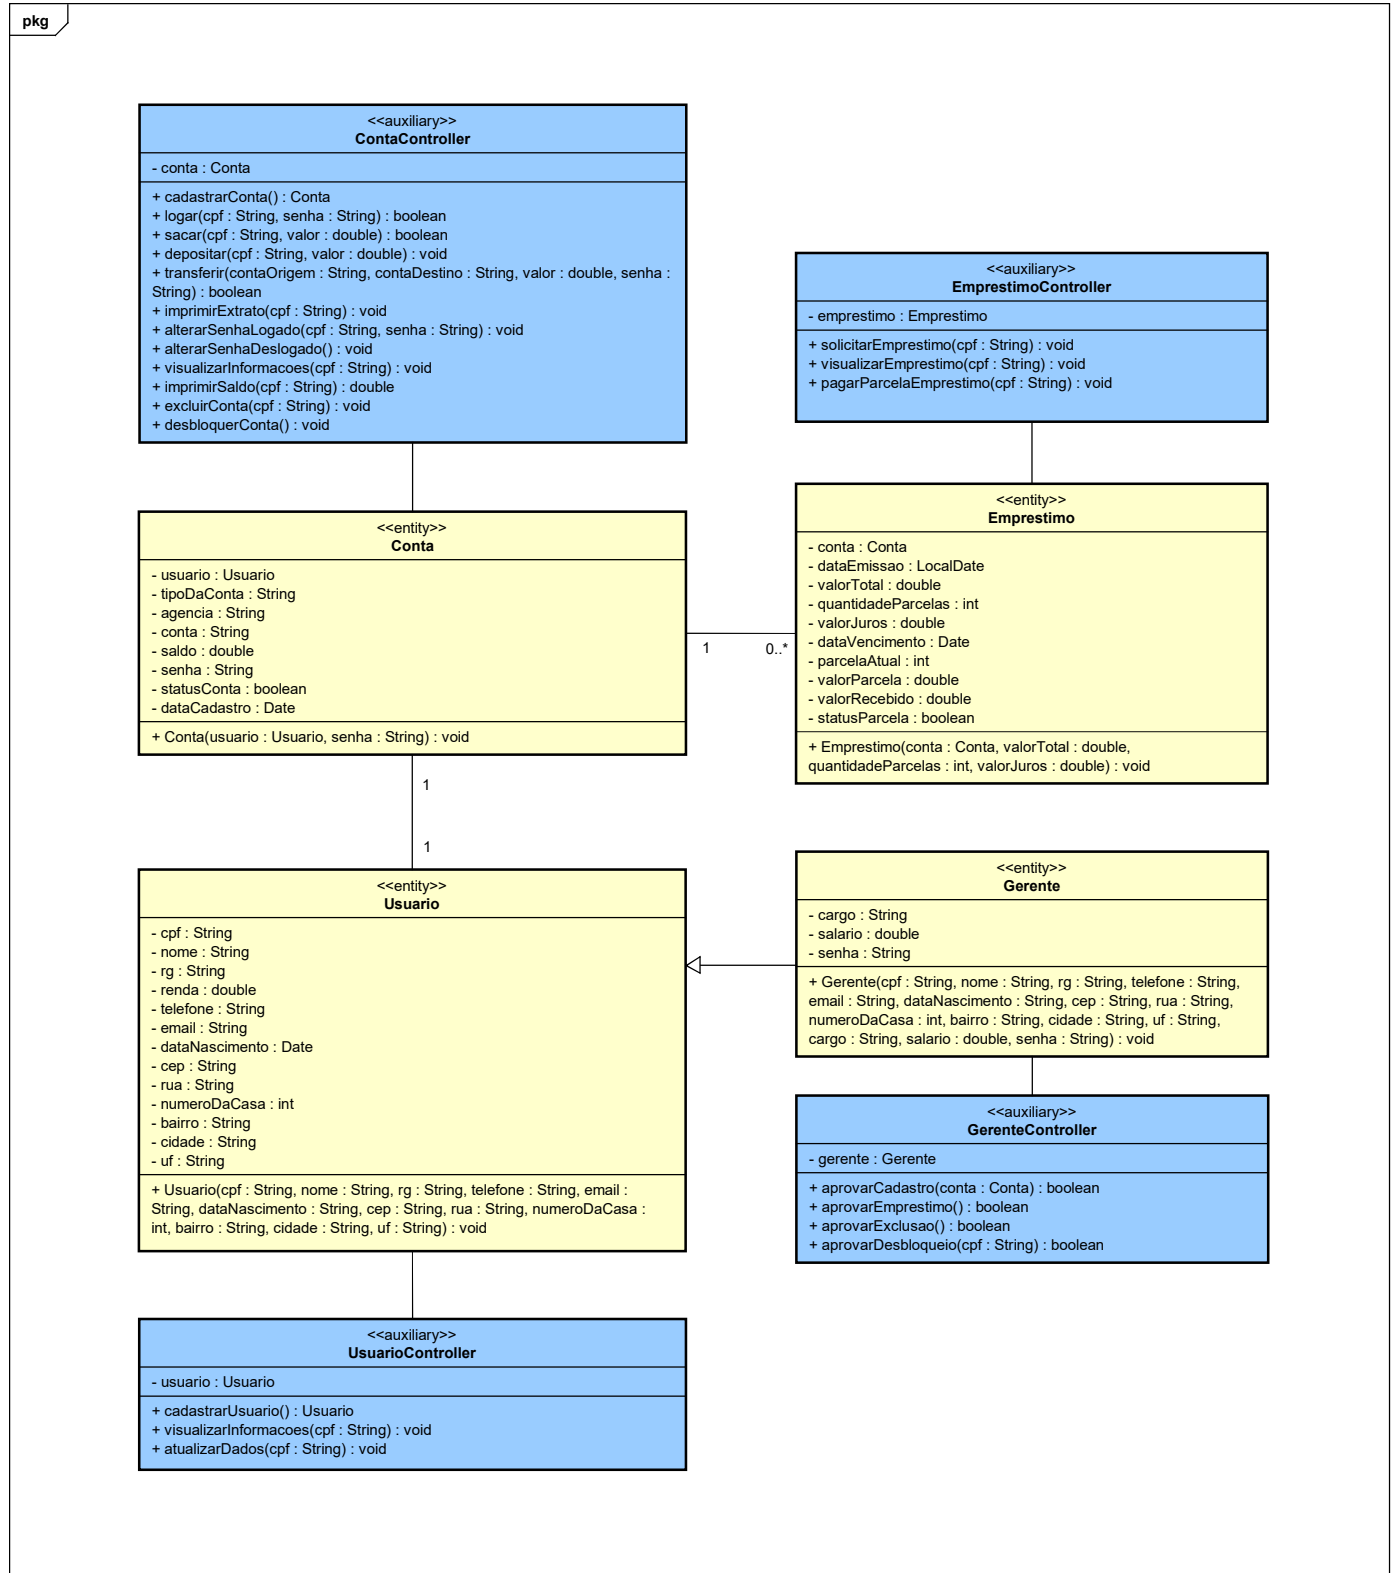 pkg
<<auxiliary>>
ContaController
- conta : Conta
+ cadastrarConta() : Conta
+ logar(cpf : String, senha : String) : boolean
+ sacar(cpf : String, valor : double) : boolean
+ depositar(cpf : String, valor : double) : void
+ transferir(contaOrigem : String, contaDestino : String, valor : double, senha :
String) : boolean
+ imprimirExtrato(cpf : String) : void
+ alterarSenhaLogado(cpf : String, senha : String) : void
+ alterarSenhaDeslogado() : void
+ visualizarInformacoes(cpf : String) : void
+ imprimirSaldo(cpf : String) : double
+ excluirConta(cpf : String) : void
+ desbloquerConta() : void
<<auxiliary>>
EmprestimoController
- emprestimo : Emprestimo
+ solicitarEmprestimo(cpf : String) : void
+ visualizarEmprestimo(cpf : String) : void
+ pagarParcelaEmprestimo(cpf : String) : void
<<entity>>
Conta
- usuario : Usuario
- tipoDaConta : String
- agencia : String
- conta : String
- saldo : double
- senha : String
- statusConta : boolean
- dataCadastro : Date
+ Conta(usuario : Usuario, senha : String) : void
1
0..*
<<entity>>
Emprestimo
- conta : Conta
- dataEmissao : LocalDate
- valorTotal : double
- quantidadeParcelas : int
- valorJuros : double
- dataVencimento : Date
- parcelaAtual : int
- valorParcela : double
- valorRecebido : double
- statusParcela : boolean
+ Emprestimo(conta : Conta, valorTotal : double,
quantidadeParcelas : int, valorJuros : double) : void
1
1
<<entity>>
Usuario
- cpf : String
- nome : String
- rg : String
- renda : double
- telefone : String
- email : String
- dataNascimento : Date
- cep : String
- rua : String
- numeroDaCasa : int
- bairro : String
- cidade : String
- uf : String
+ Usuario(cpf : String, nome : String, rg : String, telefone : String, email :
String, dataNascimento : String, cep : String, rua : String, numeroDaCasa :
int, bairro : String, cidade : String, uf : String) : void
<<entity>>
Gerente
- cargo : String
- salario : double
- senha : String
+ Gerente(cpf : String, nome : String, rg : String, telefone : String,
email : String, dataNascimento : String, cep : String, rua : String,
numeroDaCasa : int, bairro : String, cidade : String, uf : String,
cargo : String, salario : double, senha : String) : void
<<auxiliary>>
GerenteController
- gerente : Gerente
+ aprovarCadastro(conta : Conta) : boolean
+ aprovarEmprestimo() : boolean
+ aprovarExclusao() : boolean
+ aprovarDesbloqueio(cpf : String) : boolean
<<auxiliary>>
UsuarioController
- usuario : Usuario
+ cadastrarUsuario() : Usuario
+ visualizarInformacoes(cpf : String) : void
+ atualizarDados(cpf : String) : void